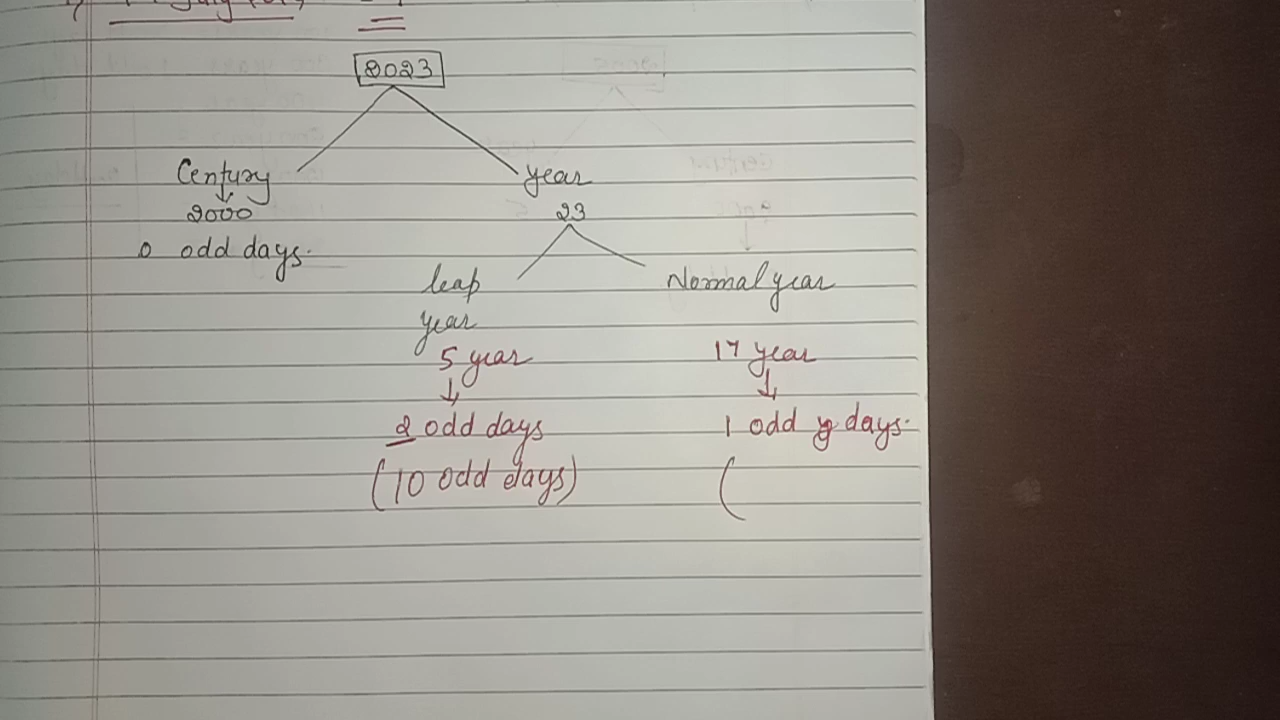 July
2023
Century year
2000 23
0 odd days.
leap Normal year
year
5 year 17 year
2 odd days 1 odd days.
(10 odd days) (